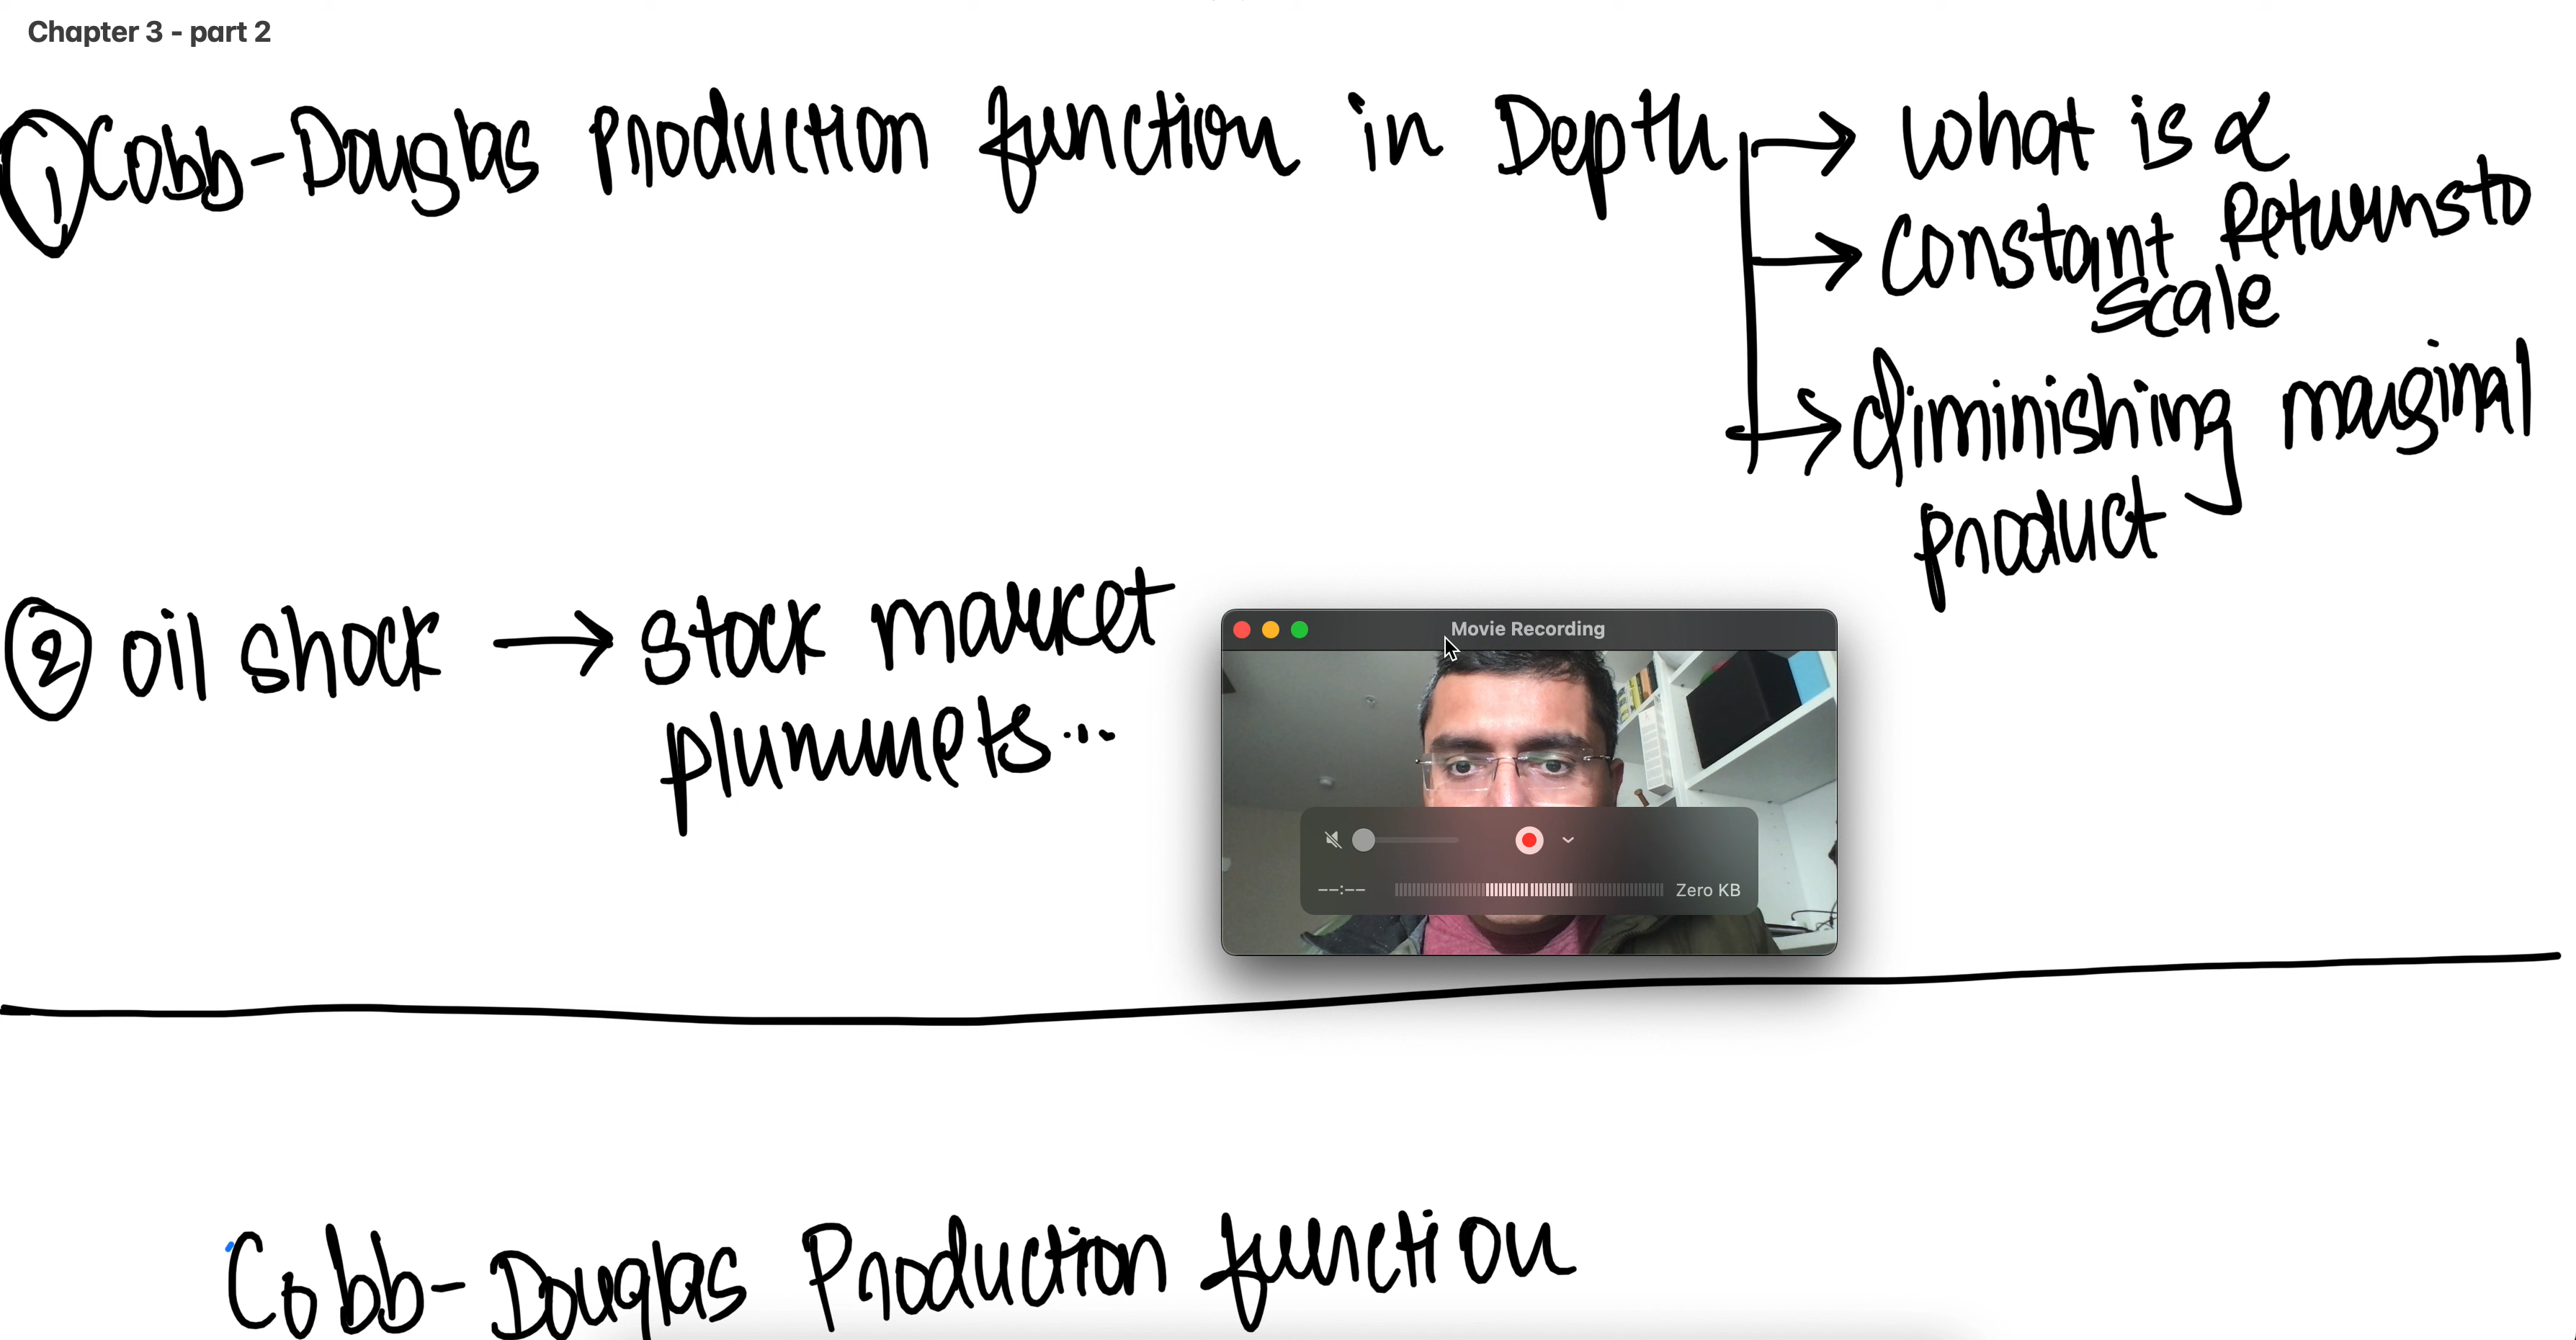 Chapter 3 - part 2
① Cobb-Douglas Production function in Depth
→ What is α
→ constant Returns to
scale
→ diminishing marginal
product
② oil shock → stock market
plummets...
Movie Recording
--:-- Zero KB
Cobb-Douglas Production function